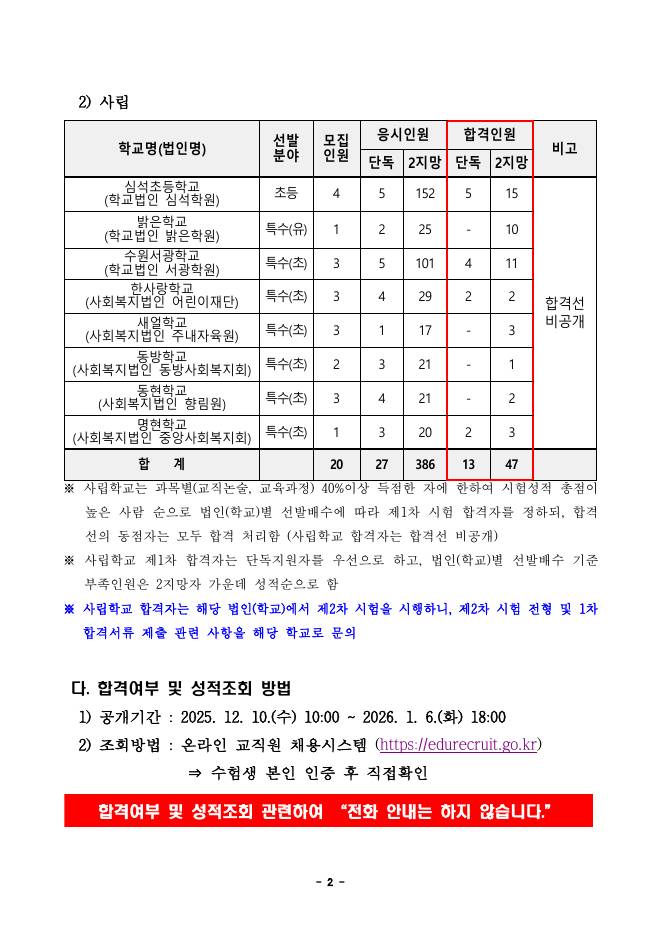 2) 사립
학교명(법인명) 선발분야 모집인원 응시인원 합격인원 비고
단독 2지망 단독 2지망
심석초등학교
(학교법인 심석학원) 초등 4 5 152 5 15
밝은학교
(학교법인 밝은학원) 특수(유) 1 2 25 - 10
수원서광학교
(학교법인 서광학원) 특수(초) 3 5 101 4 11
한사랑학교
(사회복지법인 어린이재단) 특수(초) 3 4 29 2 2
합격선
비공개
새얼학교
(사회복지법인 주내자육원) 특수(초) 3 1 17 - 3
동방학교
(사회복지법인 동방사회복지회) 특수(초) 2 3 21 - 1
동현학교
(사회복지법인 향림원) 특수(초) 3 4 21 - 2
명현학교
(사회복지법인 중앙사회복지회) 특수(초) 1 3 20 2 3
합 계 20 27 386 13 47
※ 사립학교는 과목별(교직논술, 교육과정) 40%이상 득점한 자에 한하여 시험성적 총점이
높은 사람 순으로 법인(학교)별 선발배수에 따라 제1차 시험 합격자를 정하되, 합격
선의 동점자는 모두 합격 처리함 (사립학교 합격자는 합격선 비공개)
※ 사립학교 제1차 합격자는 단독지원자를 우선으로 하고, 법인(학교)별 선발배수 기준
부족인원은 2지망자 가운데 성적순으로 함
※ 사립학교 합격자는 해당 법인(학교)에서 제2차 시험을 시행하니, 제2차 시험 전형 및 1차
합격서류 제출 관련 사항을 해당 학교로 문의
다. 합격여부 및 성적조회 방법
1) 공개기간 : 2025. 12. 10.(수) 10:00 ~ 2026. 1. 6.(화) 18:00
2) 조회방법 : 온라인 교직원 채용시스템 (https://edurecruit.go.kr)
⇒ 수험생 본인 인증 후 직접확인
합격여부 및 성적조회 관련하여 “전화 안내는 하지 않습니다.”
- 2 -